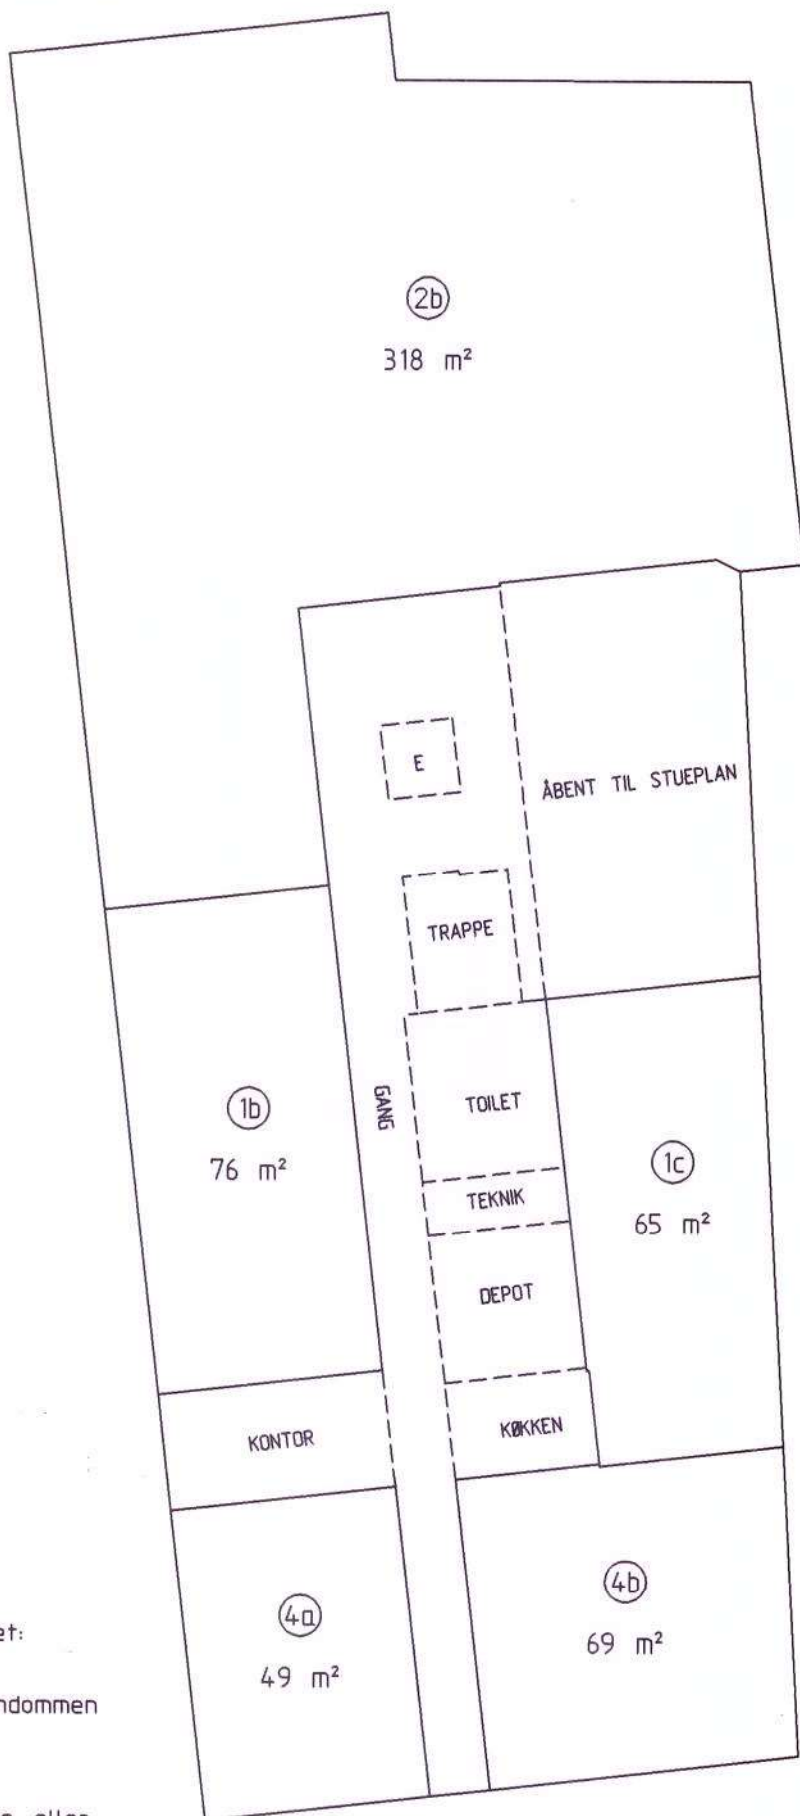 2b
318 m²
E
ÅBENT TIL STUEPLAN
TRAPPE
GANG
TOILET
1b
76 m²
TEKNIK
1c
65 m²
DEPOT
KONTOR
KØKKEN
4a
49 m²
4b
69 m²
et:
ndommen
eller